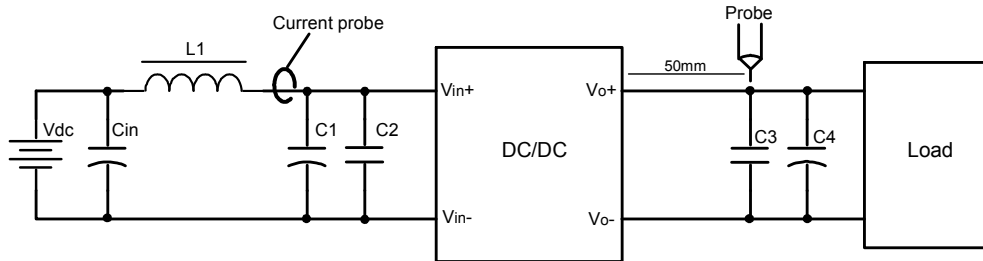 Current probe
Probe
L1
50mm
Vin+
Vo+
Vdc
Cin
C1
C2
DC/DC
C3
C4
Load
Vin-
Vo-